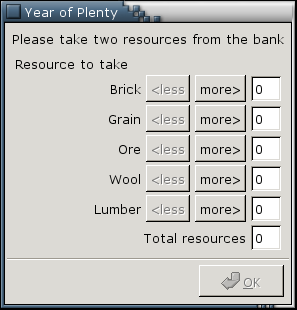 Year of Plenty
Please take two resources from the bank
Resource to take
Brick <less more> 0
Grain <less more> 0
Ore <less more> 0
Wool <less more> 0
Lumber <less more> 0
Total resources 0
OK